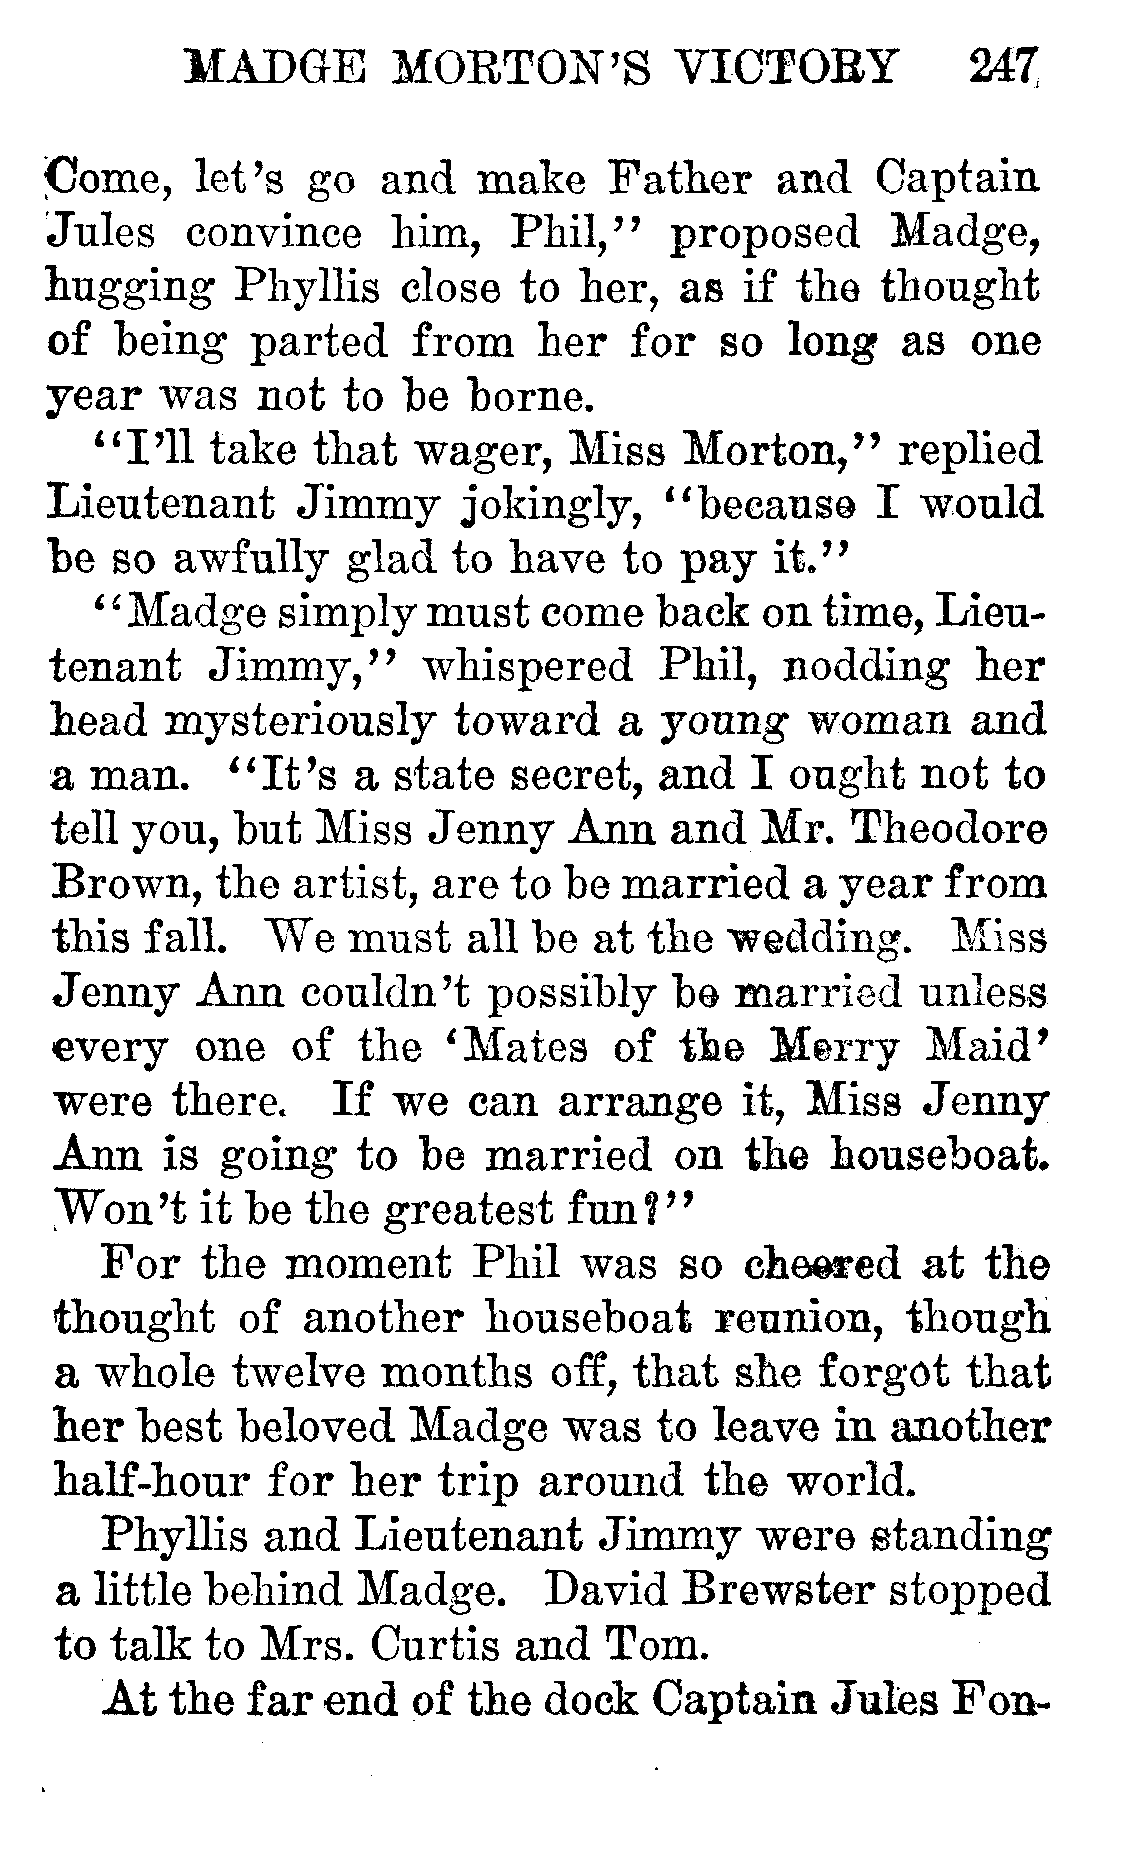 MADGE MORTON'S VICTORY 247
Come, let's go and make Father and Captain
Jules convince him, Phil,'' proposed Madge,
hugging Phyllis close to her, as if the thought
of being parted from her for so long as one
year was not to be borne.
''I'll take that wager, Miss Morton,'' replied
Lieutenant Jimmy jokingly, ''because I would
be so awfully glad to have to pay it.''
''Madge simply must come back on time, Lieu-
tenant Jimmy,'' whispered Phil, nodding her
head mysteriously toward a young woman and
a man. ''It's a state secret, and I ought not to
tell you, but Miss Jenny Ann and Mr. Theodore
Brown, the artist, are to be married a year from
this fall. We must all be at the wedding. Miss
Jenny Ann couldn't possibly be married unless
every one of the 'Mates of the Merry Maid'
were there. If we can arrange it, Miss Jenny
Ann is going to be married on the houseboat.
Won't it be the greatest fun?''
For the moment Phil was so cheered at the
thought of another houseboat reunion, though
a whole twelve months off, that she forgot that
her best beloved Madge was to leave in another
half-hour for her trip around the world.
Phyllis and Lieutenant Jimmy were standing
a little behind Madge. David Brewster stopped
to talk to Mrs. Curtis and Tom.
At the far end of the dock Captain Jules Fon-